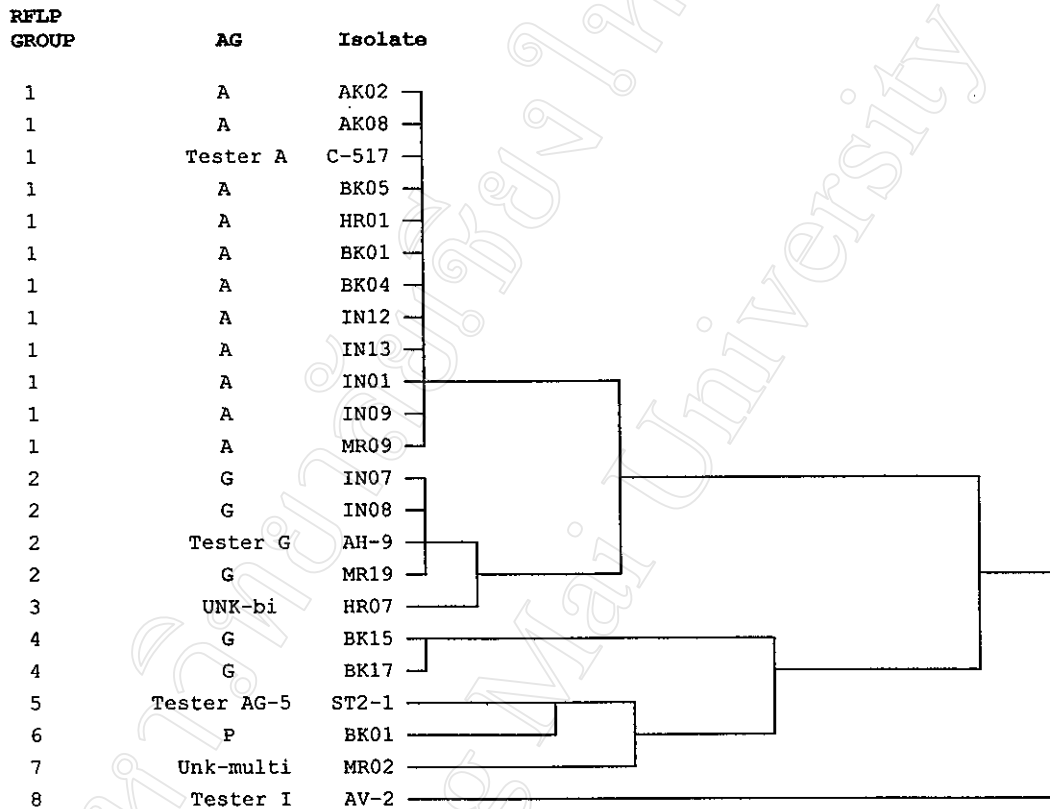 RFLP
GROUP AG Isolate
1 A AK02
1 A AK08
1 Tester A C-517
1 A BK05
1 A HR01
1 A BK01
1 A BK04
1 A IN12
1 A IN13
1 A IN01
1 A IN09
1 A MR09
2 G IN07
2 G IN08
2 Tester G AH-9
2 G MR19
3 UNK-bi HR07
4 G BK15
4 G BK17
5 Tester AG-5 ST2-1
6 P BK01
7 Unk-multi MR02
8 Tester I AV-2
Mai University